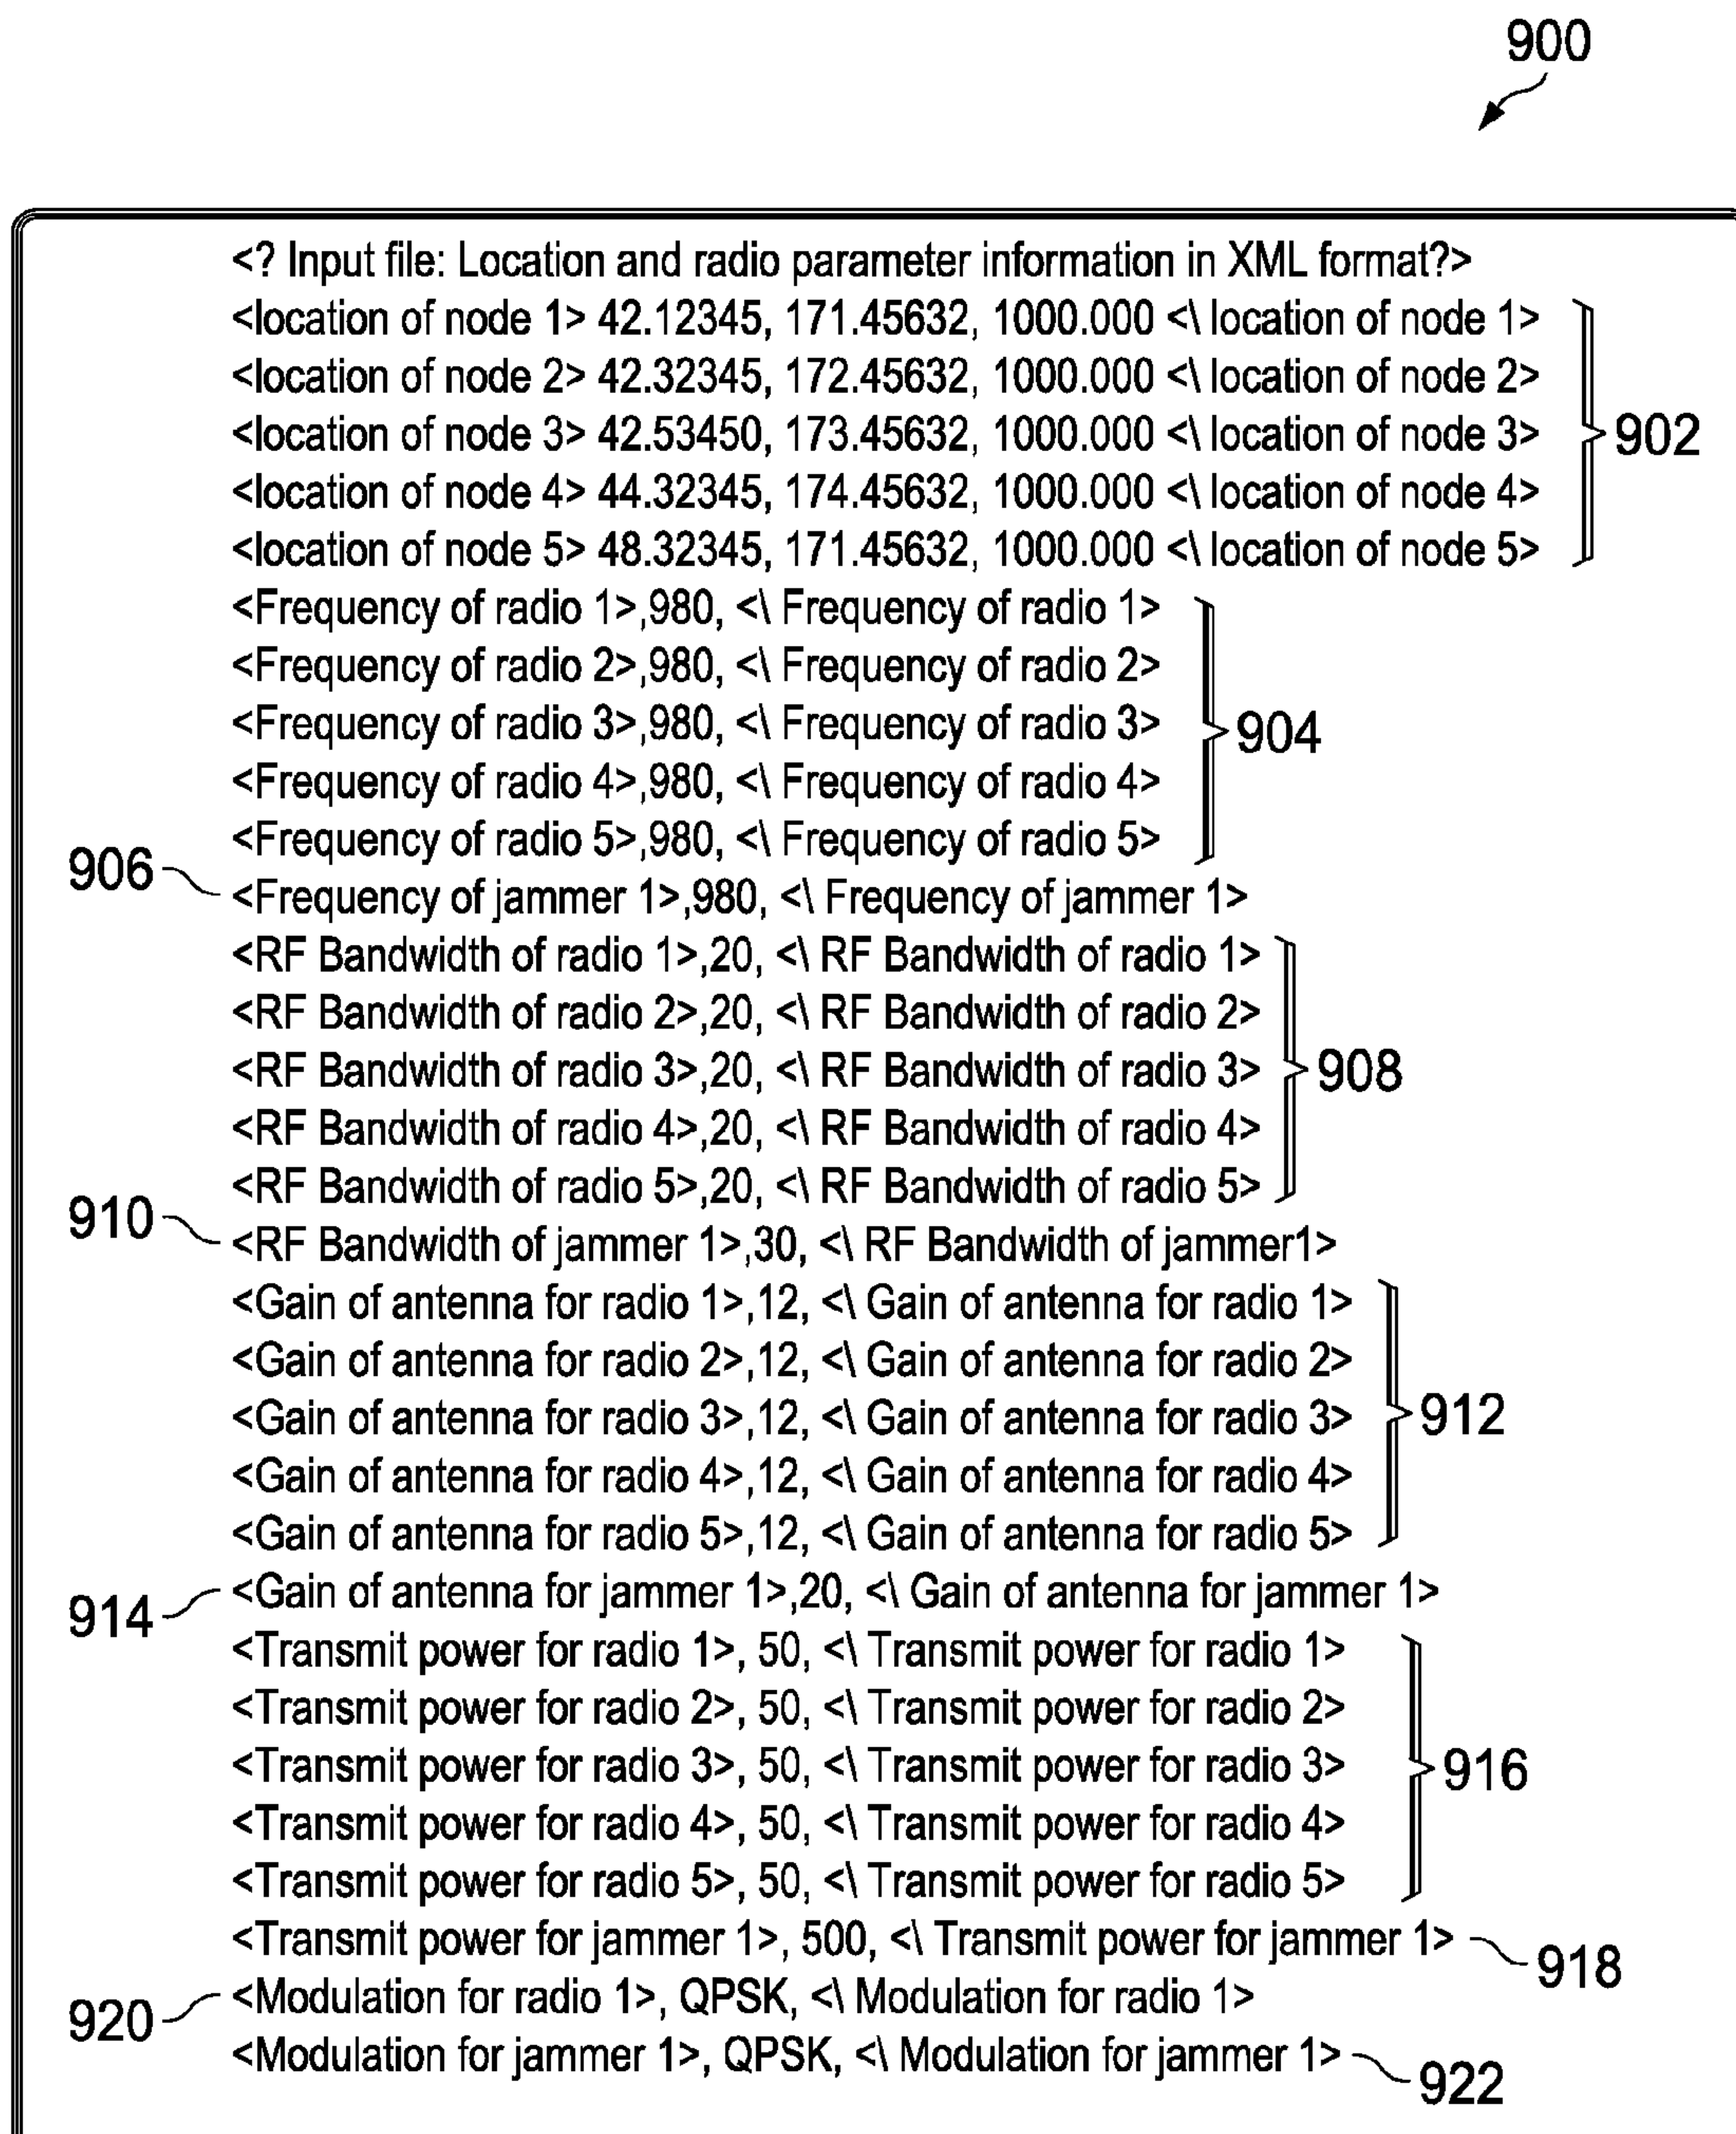 900
<? Input file: Location and radio parameter information in XML format?>
<location of node 1> 42.12345, 171.45632, 1000.000 <\ location of node 1>
<location of node 2> 42.32345, 172.45632, 1000.000 <\ location of node 2>
<location of node 3> 42.53450, 173.45632, 1000.000 <\ location of node 3>
902
<location of node 4> 44.32345, 174.45632, 1000.000 <\ location of node 4>
<location of node 5> 48.32345, 171.45632, 1000.000 <\ location of node 5>
<Frequency of radio 1>,980, <\ Frequency of radio 1>
<Frequency of radio 2>,980, <\ Frequency of radio 2>
<Frequency of radio 3>,980, <\ Frequency of radio 3>
904
<Frequency of radio 4>,980, <\ Frequency of radio 4>
<Frequency of radio 5>,980, <\ Frequency of radio 5>
906
<Frequency of jammer 1>,980, <\ Frequency of jammer 1>
<RF Bandwidth of radio 1>,20, <\ RF Bandwidth of radio 1>
<RF Bandwidth of radio 2>,20, <\ RF Bandwidth of radio 2>
<RF Bandwidth of radio 3>,20, <\ RF Bandwidth of radio 3>
908
<RF Bandwidth of radio 4>,20, <\ RF Bandwidth of radio 4>
<RF Bandwidth of radio 5>,20, <\ RF Bandwidth of radio 5>
910
<RF Bandwidth of jammer 1>,30, <\ RF Bandwidth of jammer1>
<Gain of antenna for radio 1>,12, <\ Gain of antenna for radio 1>
<Gain of antenna for radio 2>,12, <\ Gain of antenna for radio 2>
<Gain of antenna for radio 3>,12, <\ Gain of antenna for radio 3>
912
<Gain of antenna for radio 4>,12, <\ Gain of antenna for radio 4>
<Gain of antenna for radio 5>,12, <\ Gain of antenna for radio 5>
914
<Gain of antenna for jammer 1>,20, <\ Gain of antenna for jammer 1>
<Transmit power for radio 1>, 50, <\ Transmit power for radio 1>
<Transmit power for radio 2>, 50, <\ Transmit power for radio 2>
<Transmit power for radio 3>, 50, <\ Transmit power for radio 3>
916
<Transmit power for radio 4>, 50, <\ Transmit power for radio 4>
<Transmit power for radio 5>, 50, <\ Transmit power for radio 5>
<Transmit power for jammer 1>, 500, <\ Transmit power for jammer 1>
918
920
<Modulation for radio 1>, QPSK, <\ Modulation for radio 1>
<Modulation for jammer 1>, QPSK, <\ Modulation for jammer 1>
922